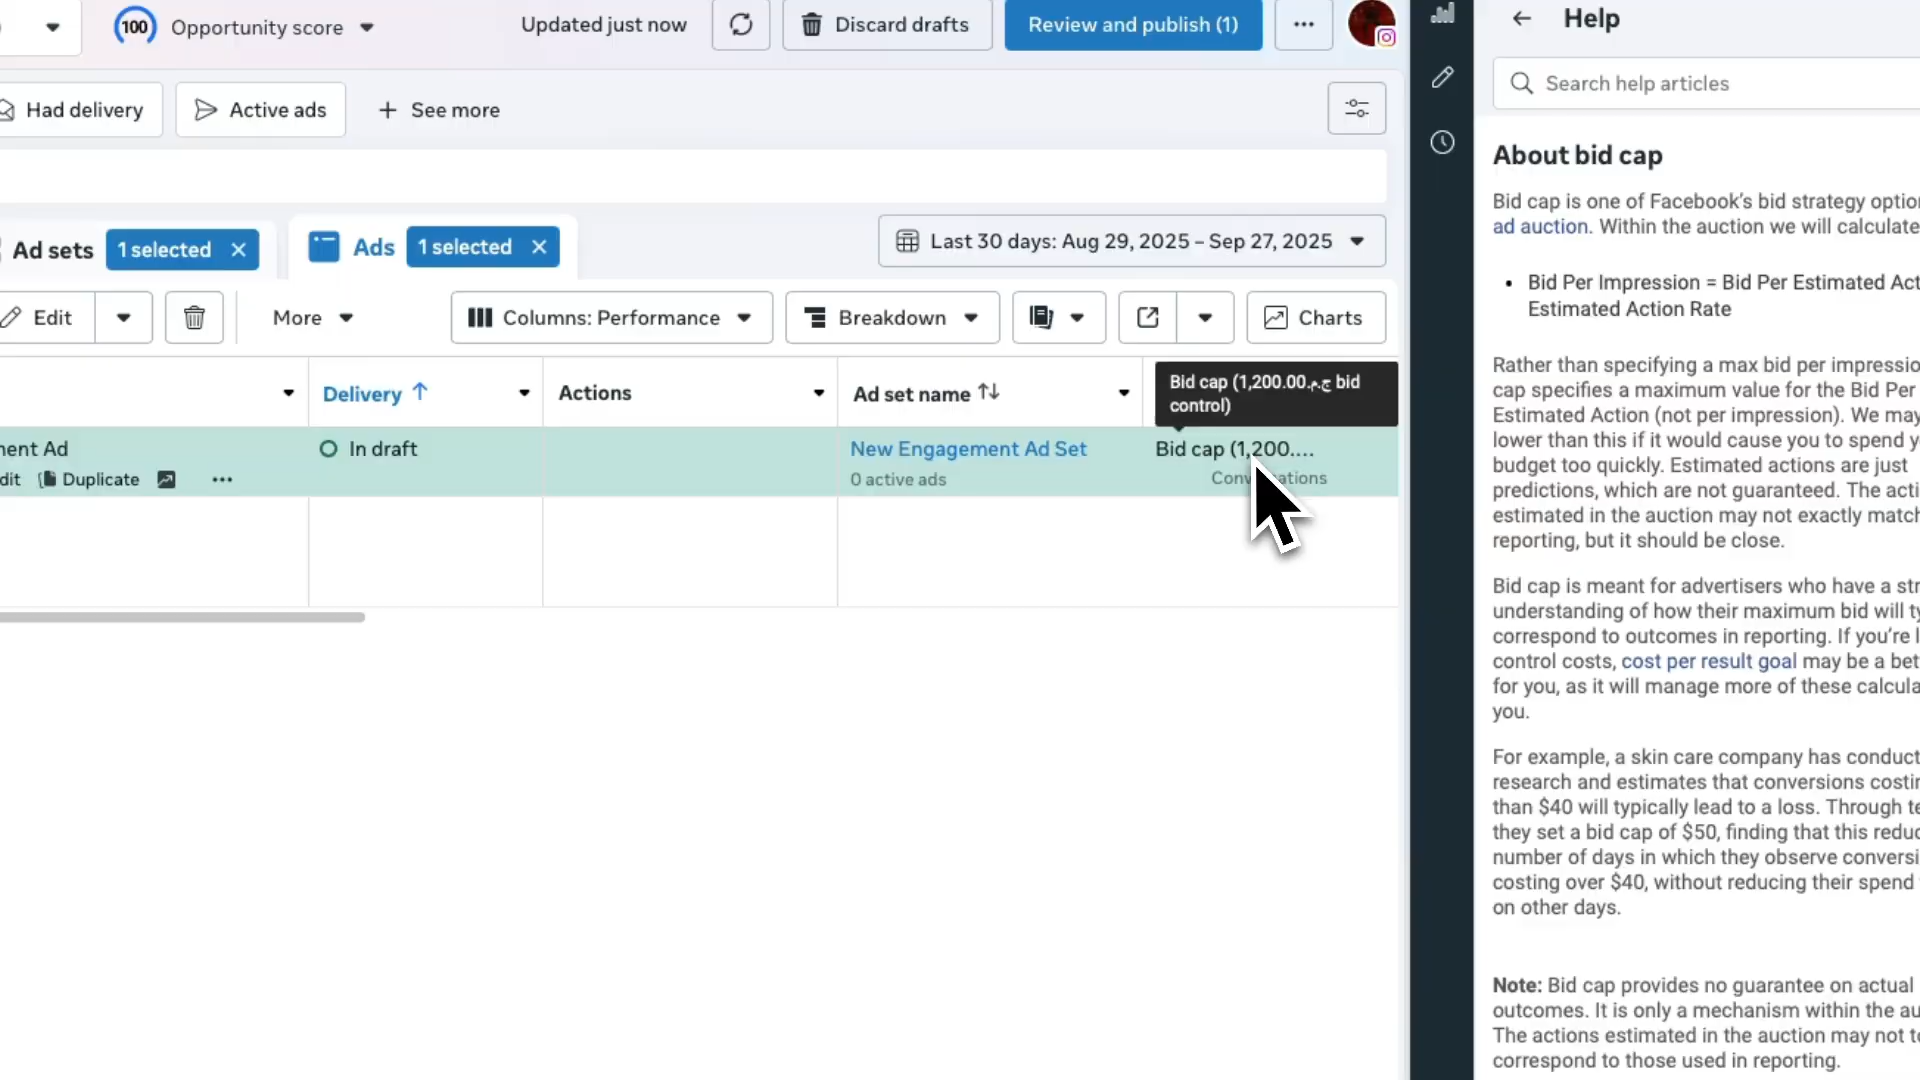 100 Opportunity score
Updated just now
Discard drafts
Review and publish (1)
Had delivery
Active ads
+ See more
Ad sets
1 selected
Ads
1 selected
Last 30 days: Aug 29, 2025 – Sep 27, 2025
Edit
More
Columns: Performance
Breakdown
Charts
Delivery
Actions
Ad set name
Bid cap (1,200.00ج.م. bid
control)
ent Ad
In draft
New Engagement Ad Set
Bid cap (1,200....
dit
Duplicate
0 active ads
Help
Search help articles
About bid cap
Bid cap is one of Facebook's bid strategy
ad auction. Within the auction we will calculate
• Bid Per Impression = Bid Per Estimated
Estimated Action Rate
Rather than specifying a max bid per
cap specifies a maximum value for the Bid Per
Estimated Action (not per impression). We may
lower than this if it would cause you to spend
budget too quickly. Estimated actions are just
predictions, which are not guaranteed. The
estimated in the auction may not exactly match
reporting, but it should be close.
Bid cap is meant for advertisers who have a
understanding of how their maximum bid will
correspond to outcomes in reporting. If you're
control costs, cost per result goal may be a
for you, as it will manage more of these
you.
For example, a skin care company has
research and estimates that conversions
than $40 will typically lead to a loss. Through
they set a bid cap of $50, finding that this
number of days in which they observe
costing over $40, without reducing their spend
on other days.
Note: Bid cap provides no guarantee on actual
outcomes. It is only a mechanism within the
The actions estimated in the auction may not
correspond to those used in reporting.